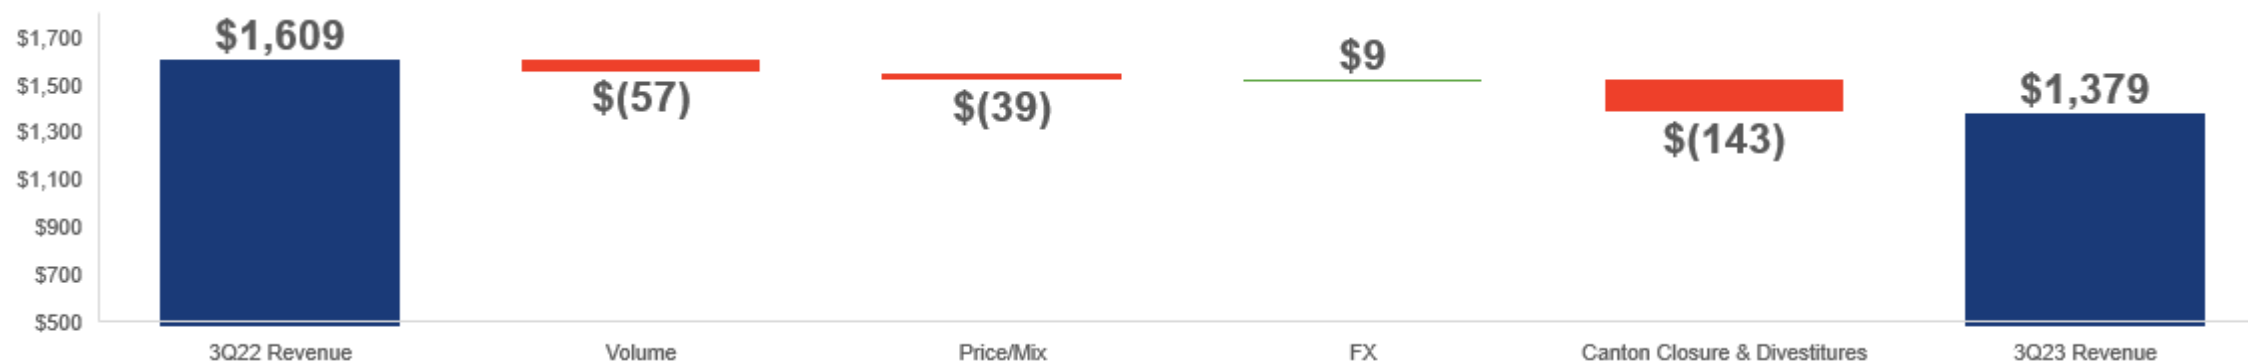 $1,700
$1,500
$1,300
$1,100
$900
$700
$500
$1,609
$(57)
$(39)
$9
$(143)
$1,379
3Q22 Revenue
Volume
Price/Mix
FX
Canton Closure & Divestitures
3Q23 Revenue